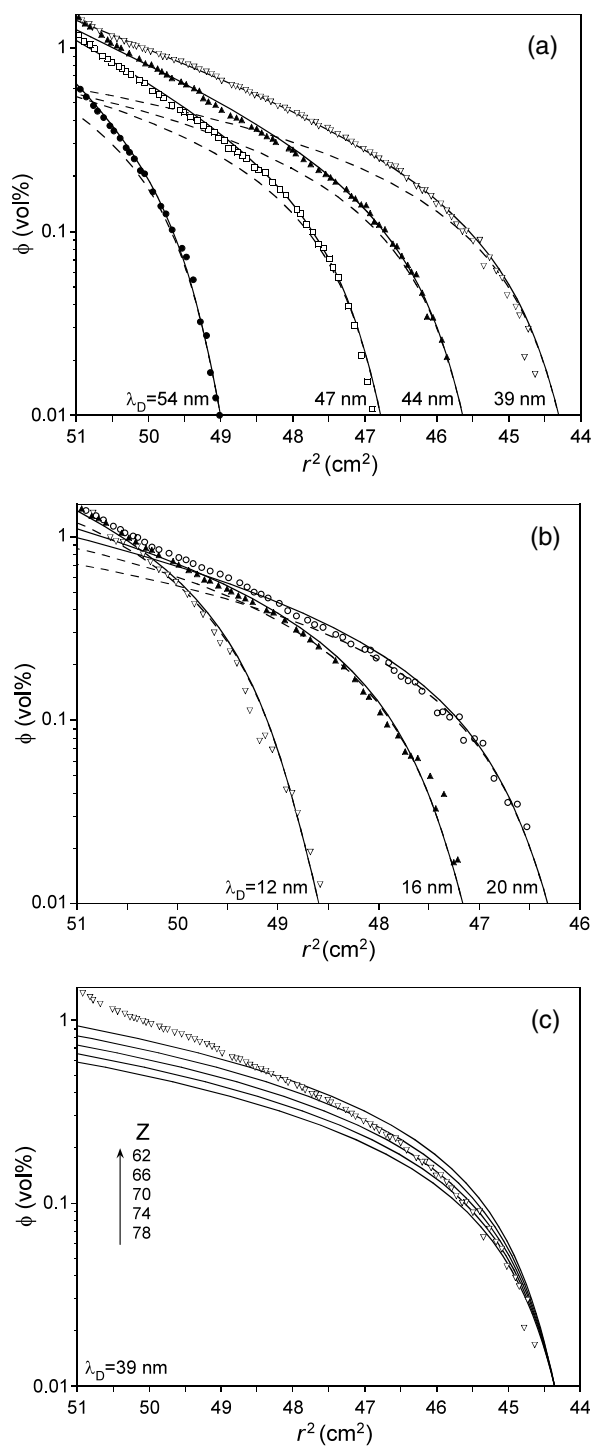 (a)
1
0.1
0.01
ϕ (vol%)
λD=54 nm 47 nm 44 nm 39 nm
51 50 49 48 47 46 45 44
r² (cm²)
(b)
1
0.1
0.01
ϕ (vol%)
λD=12 nm 16 nm 20 nm
51 50 49 48 47 46
r² (cm²)
(c)
1
0.1
0.01
ϕ (vol%)
Z
62
66
70
74
78
λD=39 nm
51 50 49 48 47 46 45 44
r² (cm²)